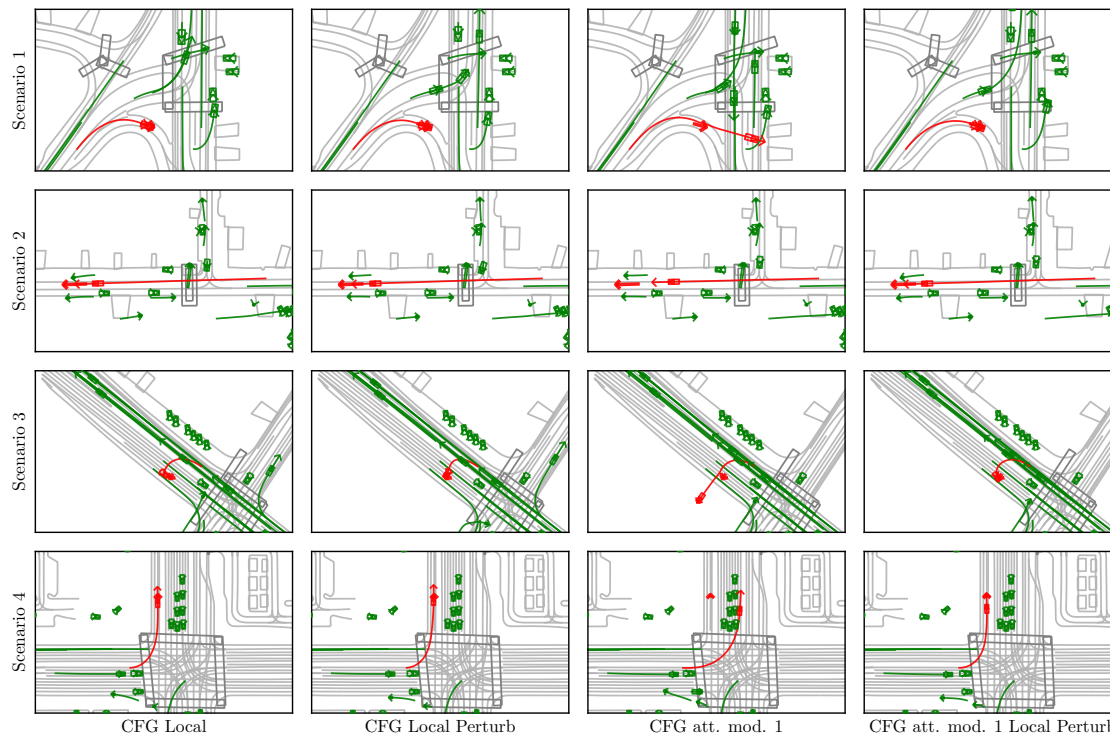 Scenario 1
Scenario 2
Scenario 3
Scenario 4
CFG Local
CFG Local Perturb
CFG att. mod. 1
CFG att. mod. 1 Local Perturb